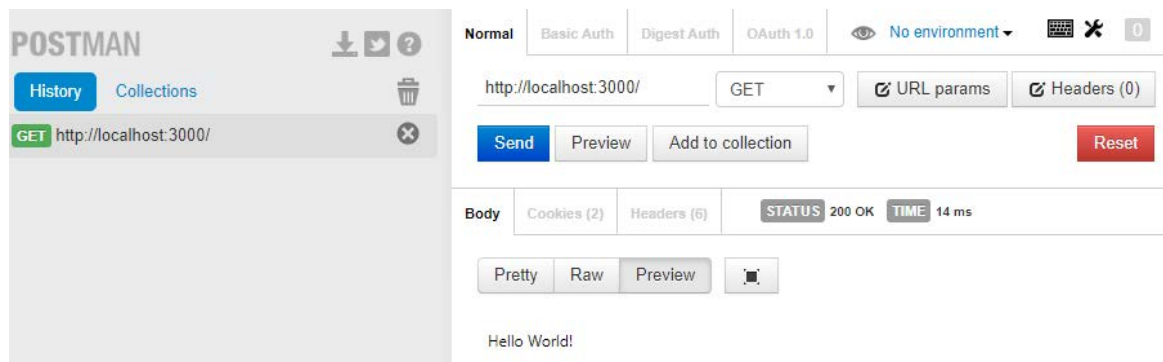 POSTMAN
History Collections
GET http://localhost:3000/
Normal Basic Auth Digest Auth OAuth 1.0 No environment 0
http://localhost:3000/ GET URL params Headers (0)
Send Preview Add to collection Reset
Body Cookies (2) Headers (6) STATUS 200 OK TIME 14 ms
Pretty Raw Preview
Hello World!